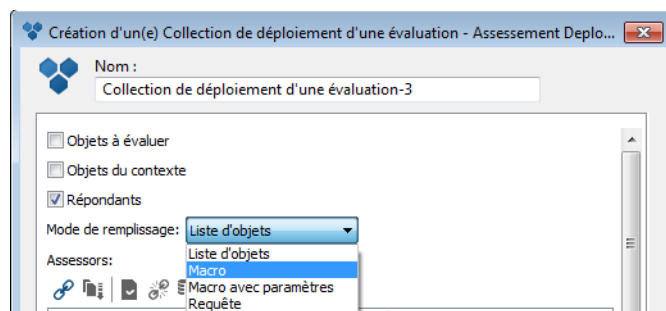 Création d'un(e) Collection de déploiement d'une évaluation - Assessement Deplo...
Nom :
Collection de déploiement d'une évaluation-3
Objets à évaluer
Objets du contexte
Répondants
Mode de remplissage: Liste d'objets
Liste d'objets
Assessors:
Macro
Macro avec paramètres
Requête